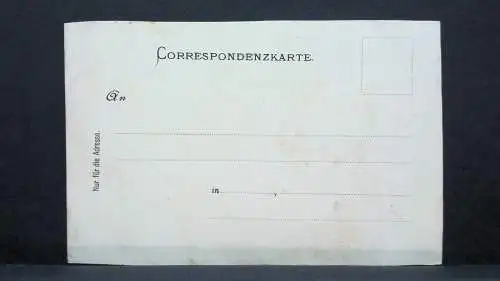 CORRESPONDENZKARTE.
An
Nur für die Adresse.
in
,